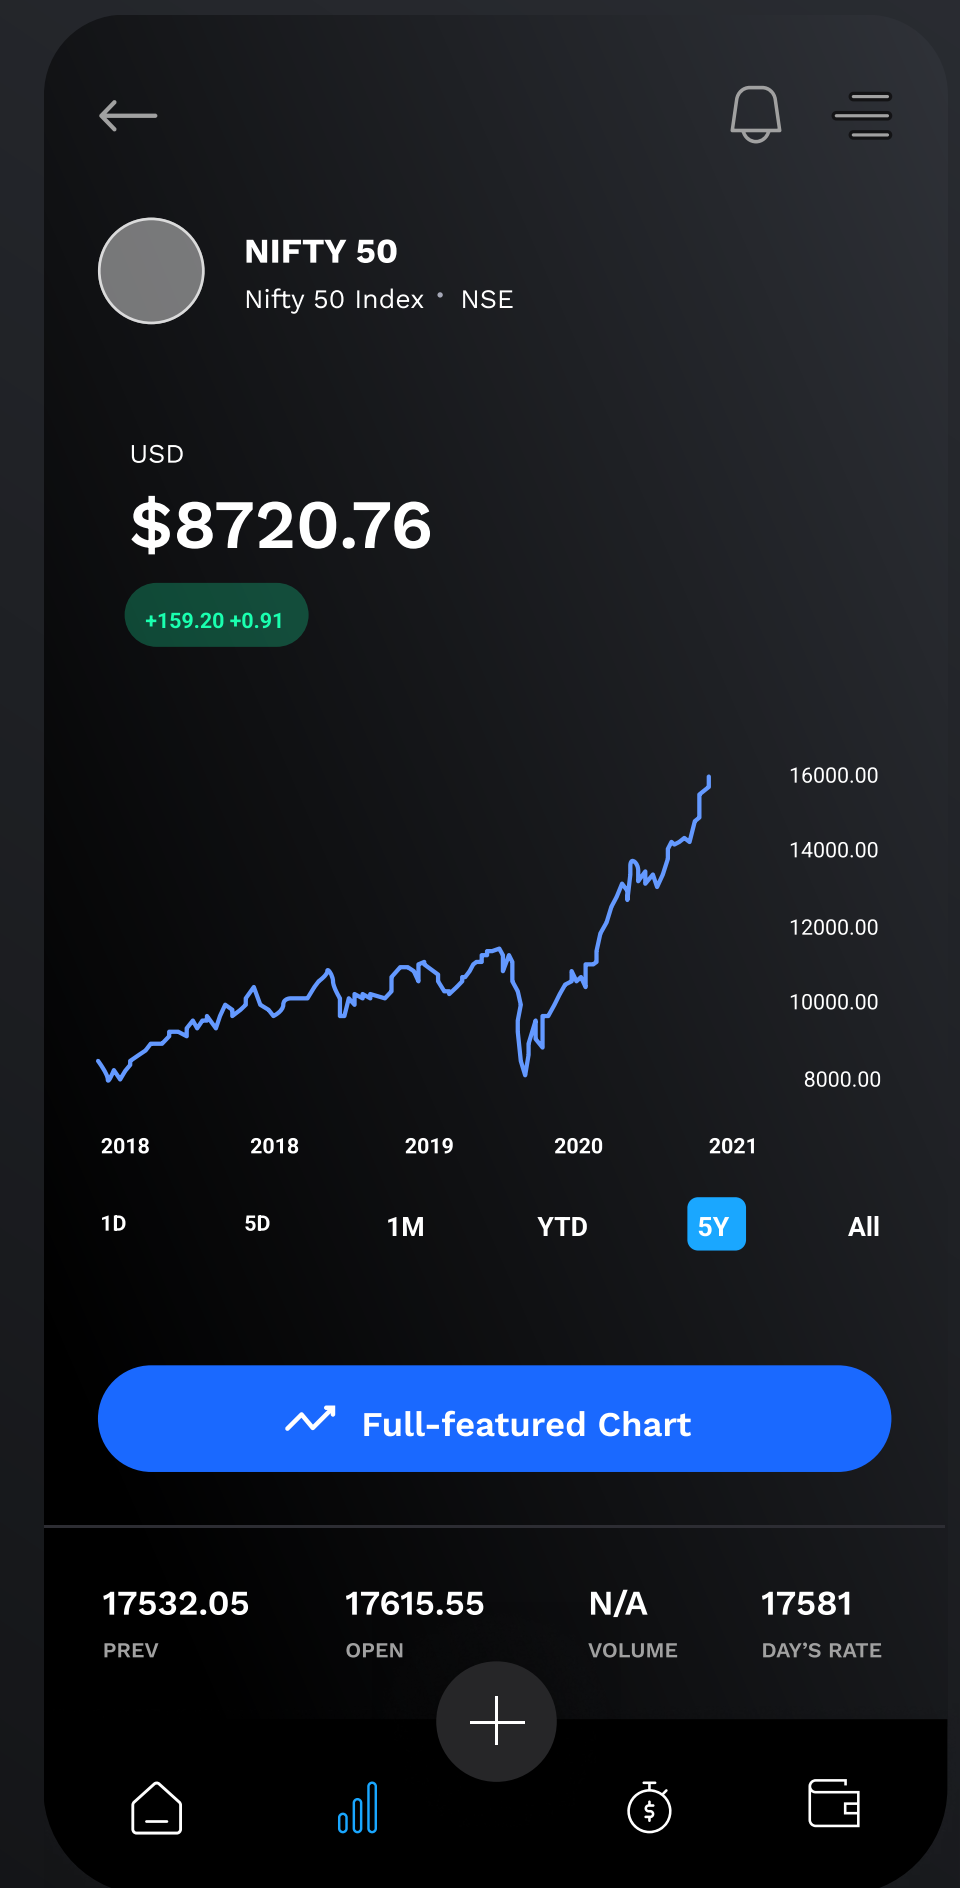 NIFTY 50
Nifty 50 Index • NSE
USD
$8720.76
+159.20 +0.91
16000.00
14000.00
12000.00
10000.00
8000.00
2018 2018 2019 2020 2021
1D 5D 1M YTD 5Y All
Full-featured Chart
17532.05 17615.55 N/A 17581
PREV OPEN VOLUME DAY’S RATE
$